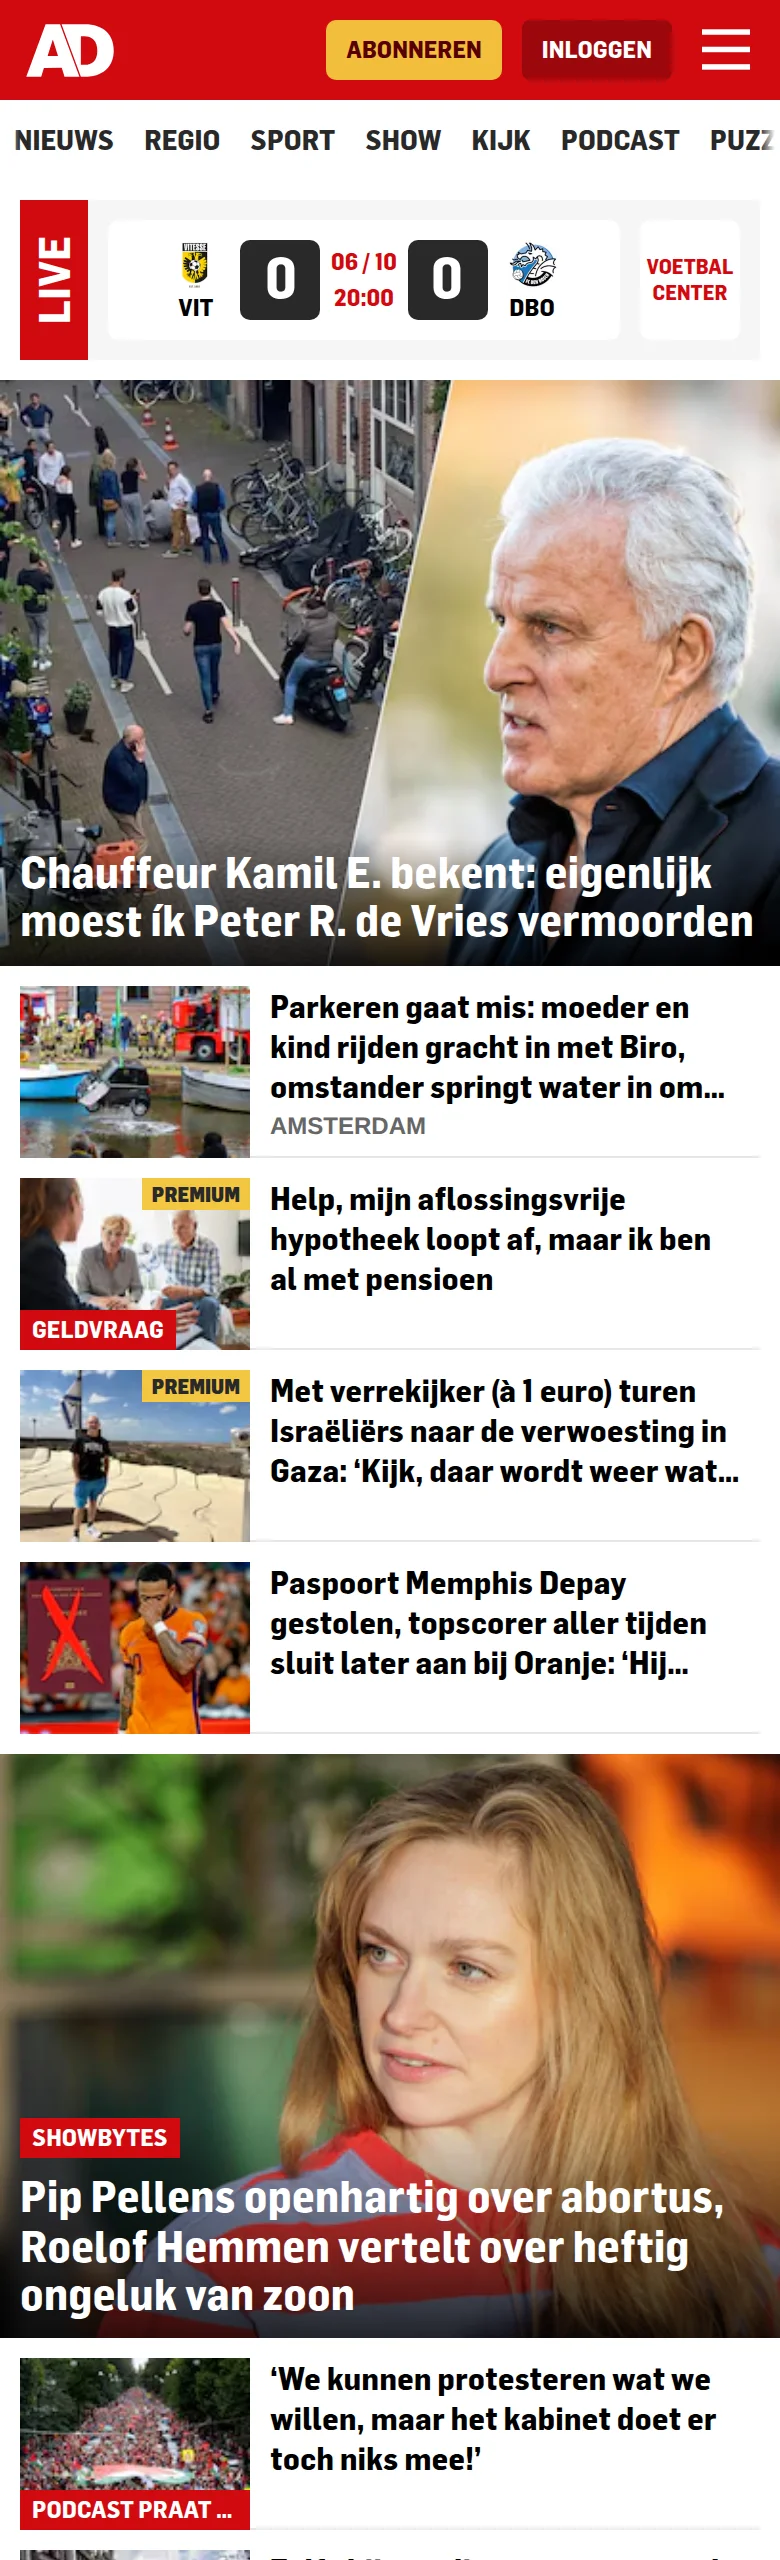 AD
ABONNEREN
INLOGGEN
NIEUWS REGIO SPORT SHOW KIJK PODCAST PUZZ
LIVE
VITESSE
VIT
0
06 / 10
20:00
0
DBO
VOETBAL
CENTER
Chauffeur Kamil E. bekent: eigenlijk
moest ík Peter R. de Vries vermoorden
Parkeren gaat mis: moeder en
kind rijden gracht in met Biro,
omstander springt water in om...
AMSTERDAM
PREMIUM
GELDVRAAG
Help, mijn aflossingsvrije
hypotheek loopt af, maar ik ben
al met pensioen
PREMIUM
Met verrekijker (à 1 euro) turen
Israëliërs naar de verwoesting in
Gaza: ‘Kijk, daar wordt weer wat...
Paspoort Memphis Depay
gestolen, topscorer aller tijden
sluit later aan bij Oranje: ‘Hij...
SHOWBYTES
Pip Pellens openhartig over abortus,
Roelof Hemmen vertelt over heftig
ongeluk van zoon
PODCAST PRAAT ...
‘We kunnen protesteren wat we
willen, maar het kabinet doet er
toch niks mee!’